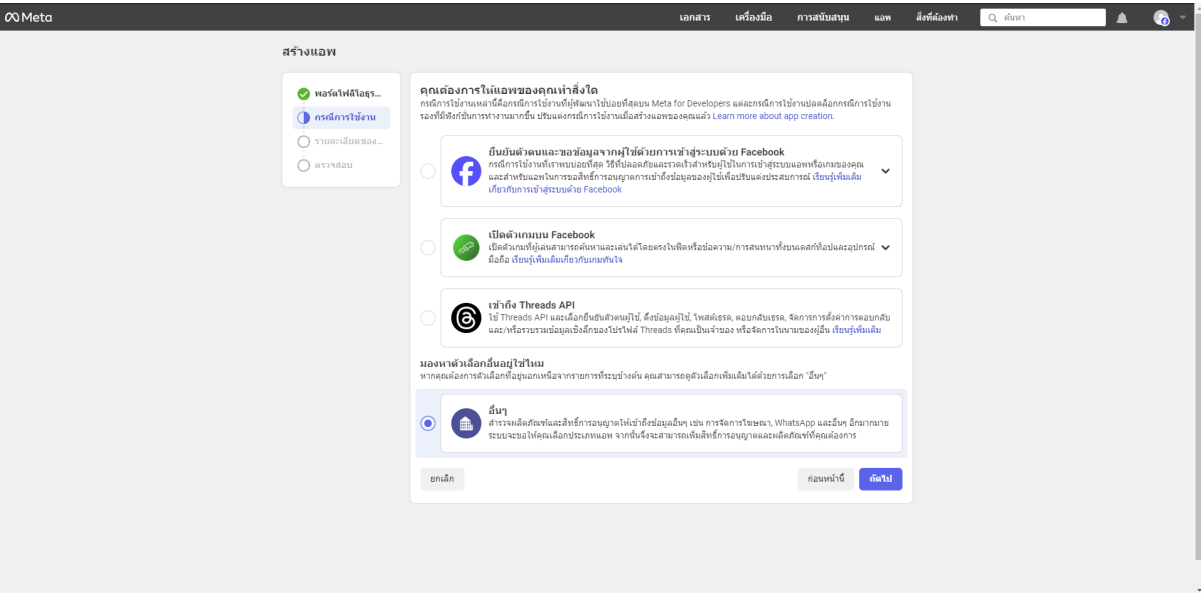 Meta
เอกสาร เครื่องมือ การสนับสนุน แอพ สิ่งที่ต้องทำ ค้นหา
สร้างแอพ
พอร์ตโฟลิโอธุร...
กรณีการใช้งาน
รายละเอียดของ...
ตรวจสอบ
คุณต้องการให้แอพของคุณทำสิ่งใด
กรณีการใช้งานเหล่านี้คือกรณีการใช้งานที่ผู้พัฒนาใช้บ่อยที่สุดบน Meta for Developers แต่ละกรณีการใช้งานปลดล็อกกรณีการใช้งาน
รองที่มีฟังก์ชันการทำงานมากขึ้น ปรับแต่งกรณีการใช้งานเมื่อสร้างแอพของคุณแล้ว Learn more about app creation.
ยืนยันตัวตนและขอข้อมูลจากผู้ใช้ด้วยการเข้าสู่ระบบด้วย Facebook
กรณีการใช้งานที่เราพบบ่อยที่สุด วิธีที่ปลอดภัยและรวดเร็วสำหรับผู้ใช้ในการเข้าสู่ระบบแอพหรือเกมของคุณ
และสำหรับแอพในการขอสิทธิ์การอนุญาตการเข้าถึงข้อมูลของผู้ใช้เพื่อปรับแต่งประสบการณ์ เรียนรู้เพิ่มเติม
เกี่ยวกับการเข้าสู่ระบบด้วย Facebook
เปิดตัวเกมบน Facebook
เปิดตัวเกมที่ผู้เล่นสามารถค้นหาและเล่นได้โดยตรงในฟีดหรือข้อความ/การสนทนาทั้งบนเดสก์ท็อปและอุปกรณ์
มือถือ เรียนรู้เพิ่มเติมเกี่ยวกับเกมทันใจ
เข้าถึง Threads API
ใช้ Threads API และเลือกยืนยันตัวตนผู้ใช้, ดึงข้อมูลผู้ใช้, โพสต์เธรด, ตอบกลับเธรด, จัดการการตั้งค่าการตอบกลับ
และ/หรือรวบรวมข้อมูลเชิงลึกของโปรไฟล์ Threads ที่คุณเป็นเจ้าของ หรือจัดการในนามของผู้อื่น เรียนรู้เพิ่มเติม
มองหาตัวเลือกอื่นอยู่ใช่ไหม
หากคุณต้องการตัวเลือกที่อยู่นอกเหนือจากรายการที่ระบุข้างต้น คุณสามารถดูตัวเลือกเพิ่มเติมได้ด้วยการเลือก "อื่นๆ"
อื่นๆ
สำรวจผลิตภัณฑ์และสิทธิ์การอนุญาตให้เข้าถึงข้อมูลอื่นๆ เช่น การจัดการโฆษณา, WhatsApp และอื่นๆ อีกมากมาย
ระบบจะขอให้คุณเลือกประเภทแอพ จากนั้นจึงจะสามารถเพิ่มสิทธิ์การอนุญาตและผลิตภัณฑ์ที่คุณต้องการ
ยกเลิก ก่อนหน้านี้ ถัดไป